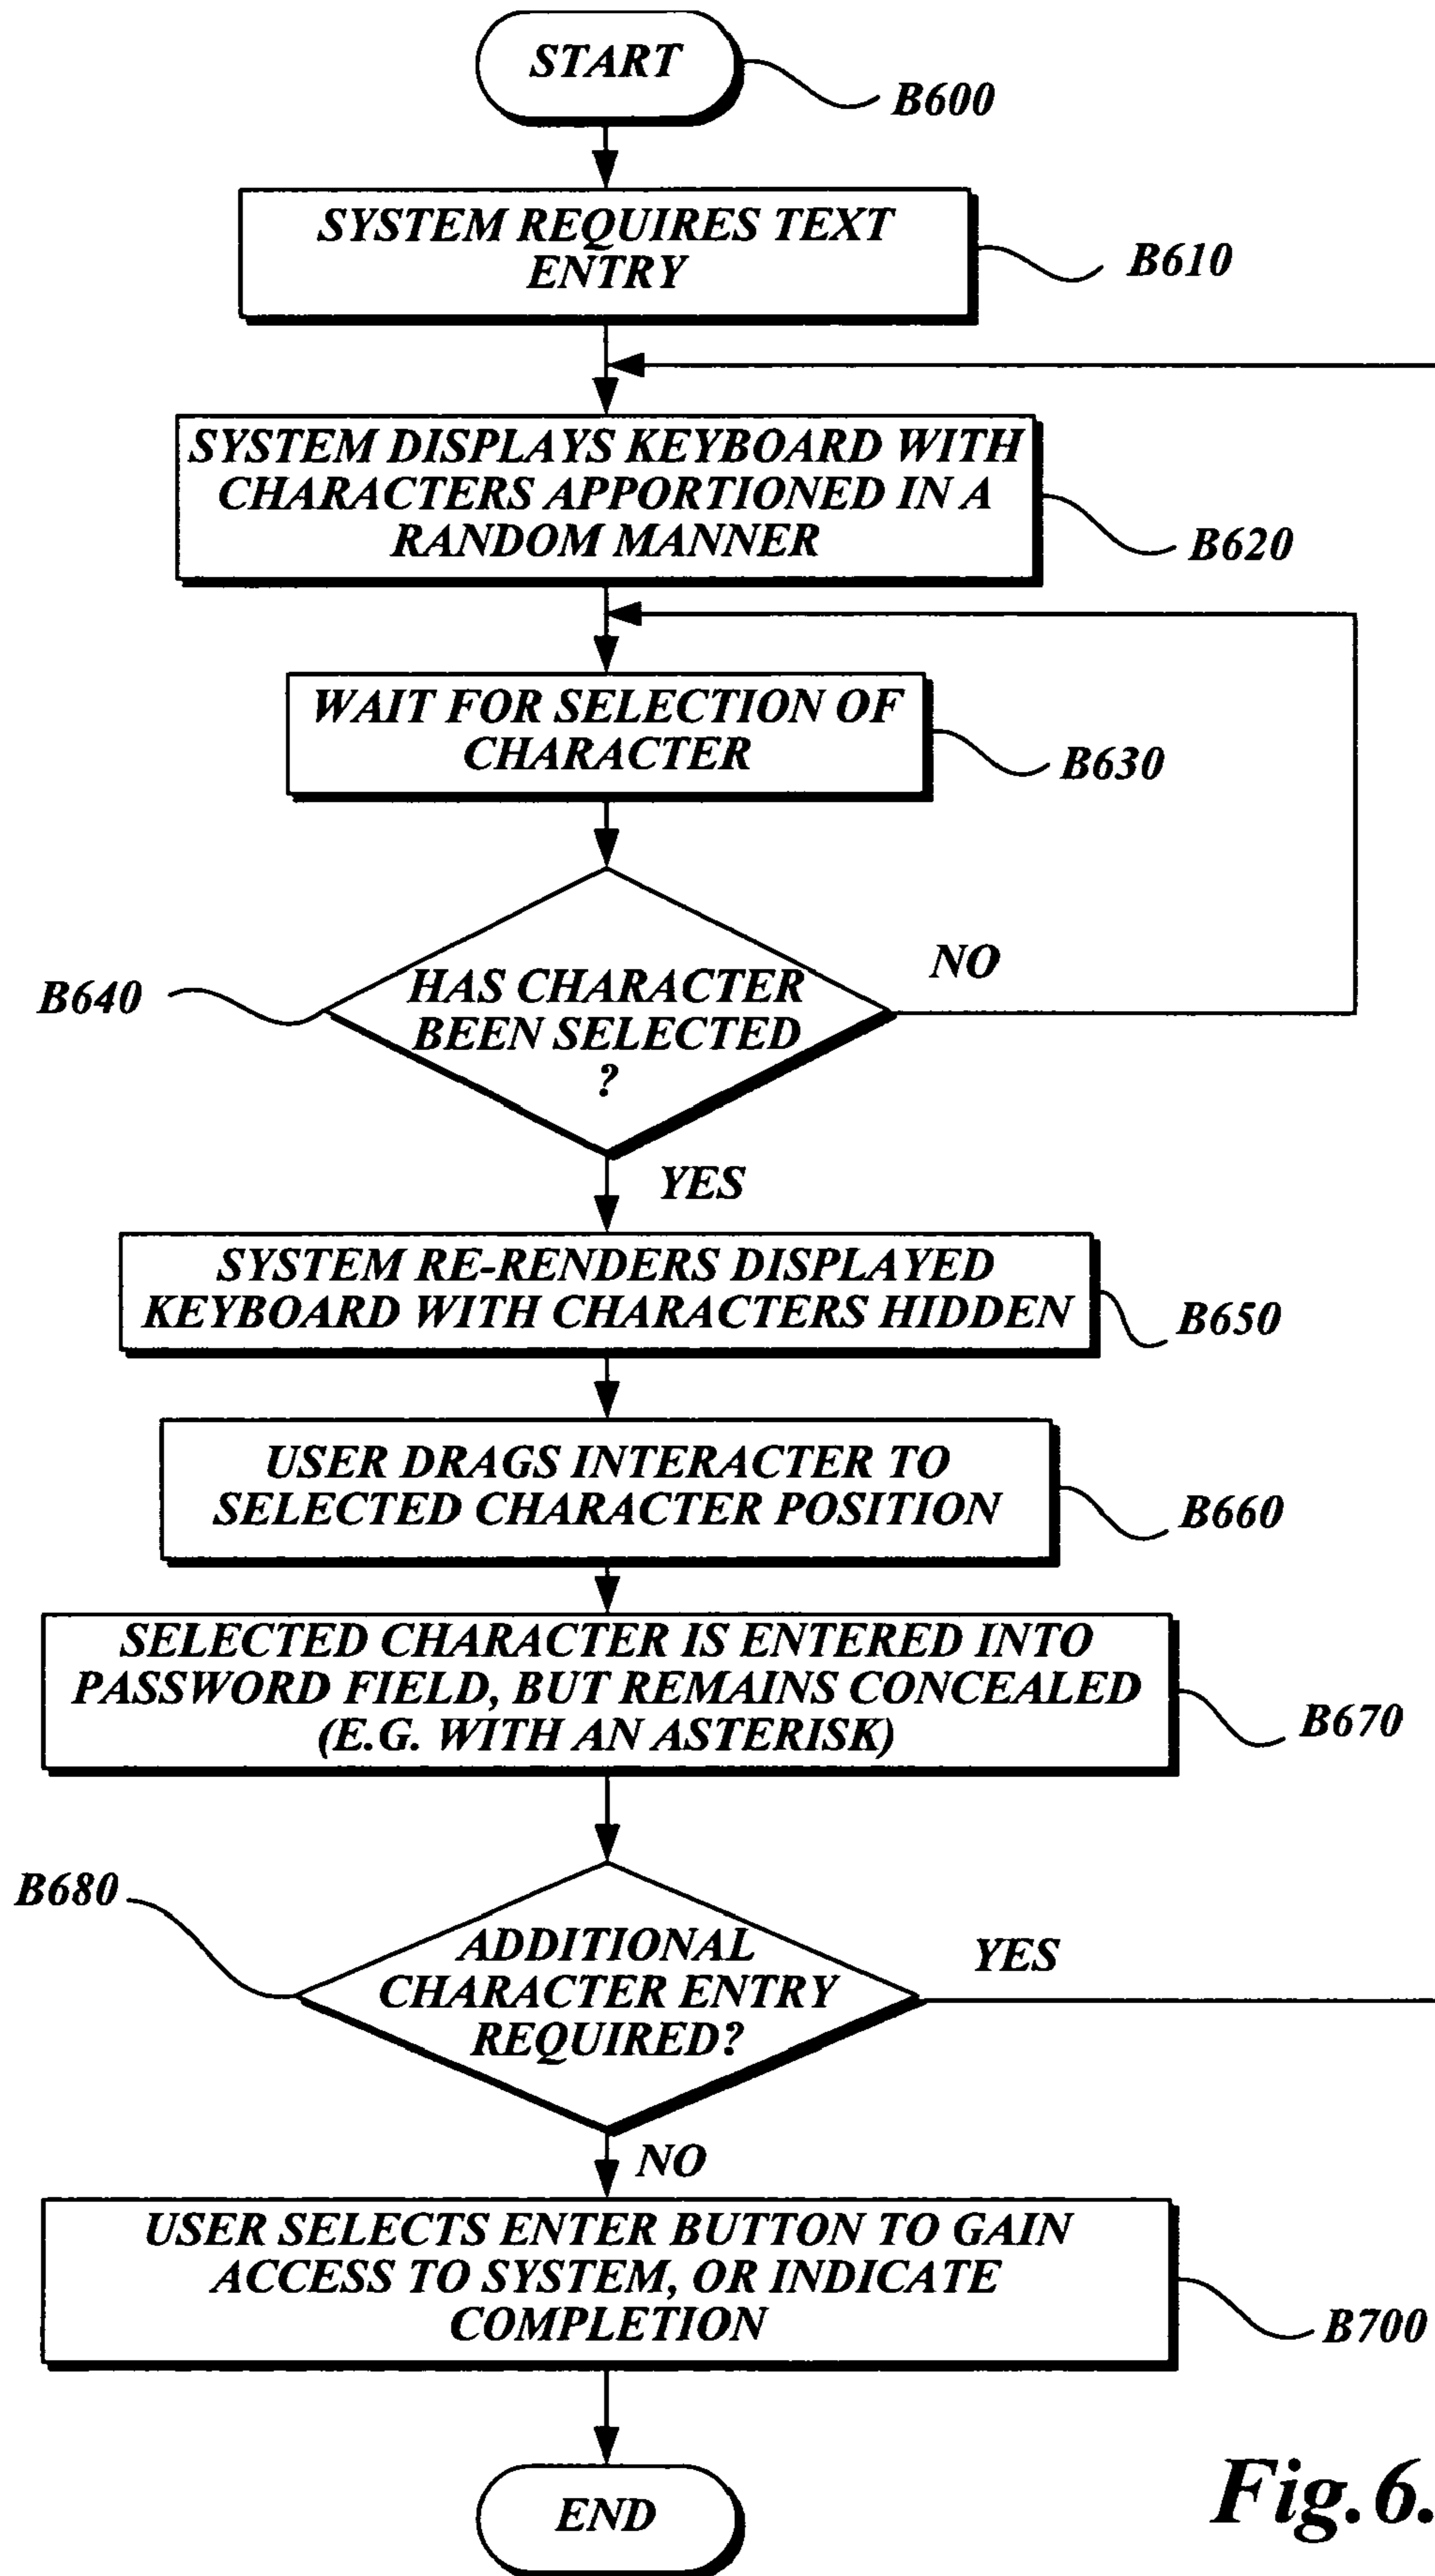 START
B600
SYSTEM REQUIRES TEXT
ENTRY
B610
SYSTEM DISPLAYS KEYBOARD WITH
CHARACTERS APPORTIONED IN A
RANDOM MANNER
B620
WAIT FOR SELECTION OF
CHARACTER
B630
B640
HAS CHARACTER
BEEN SELECTED
?
NO
YES
SYSTEM RE-RENDERS DISPLAYED
KEYBOARD WITH CHARACTERS HIDDEN
B650
USER DRAGS INTERACTER TO
SELECTED CHARACTER POSITION
B660
SELECTED CHARACTER IS ENTERED INTO
PASSWORD FIELD, BUT REMAINS CONCEALED
(E.G. WITH AN ASTERISK)
B670
B680
ADDITIONAL
CHARACTER ENTRY
REQUIRED?
YES
NO
USER SELECTS ENTER BUTTON TO GAIN
ACCESS TO SYSTEM, OR INDICATE
COMPLETION
B700
END
Fig.6.